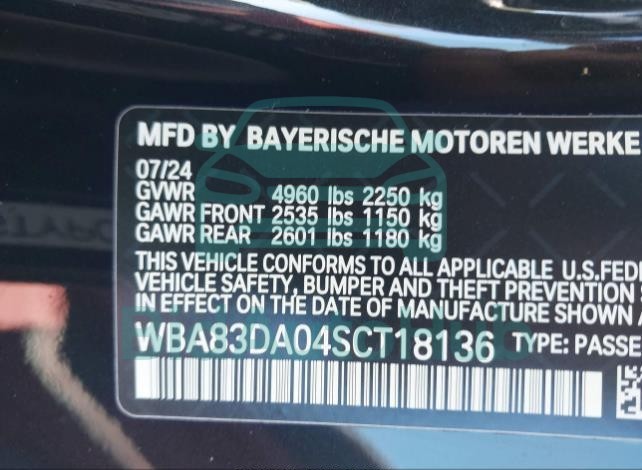 MFD BY BAYERISCHE MOTOREN WERKE
07/24
GVWR 4960 lbs 2250 kg
GAWR FRONT 2535 lbs 1150 kg
GAWR REAR 2601 lbs 1180 kg
THIS VEHICLE CONFORMS TO ALL APPLICABLE U.S.FEDE
VEHICLE SAFETY, BUMPER AND THEFT PREVENTION S
IN EFFECT ON THE DATE OF MANUFACTURE SHOWN A
WBA83DA04SCT18136 TYPE: PASSE